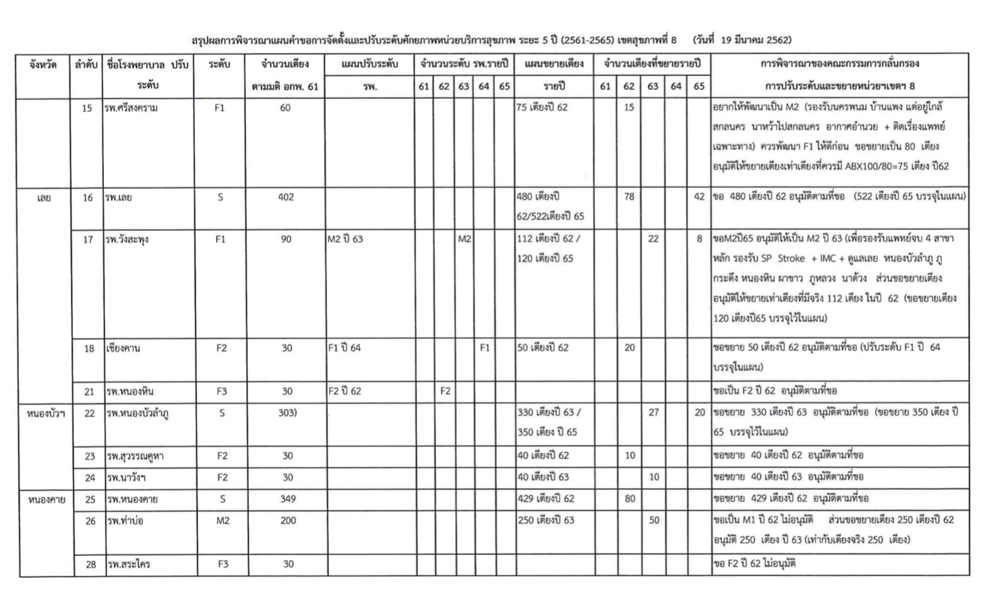 สรุปผลการพิจารณาแผนคำขอการจัดตั้งและปรับระดับศักยภาพหน่วยบริการสุขภาพ ระยะ 5 ปี (2561-2565) เขตสุขภาพที่ 8 (วันที่ 19 มีนาคม 2562)
จังหวัด ลำดับ ชื่อโรงพยาบาล ปรับ ระดับ จำนวนเตียง แผนปรับระดับ จำนวนระดับ รพ.รายปี แผนขยายเตียง จำนวนเตียงที่ขยายรายปี การพิจารณาของคณะกรรมการกลั่นกรอง
ระดับ ตามมติ อกพ. 61 รพ. 61 62 63 64 65 รายปี 61 62 63 64 65 การปรับระดับและขยายหน่วยฯเขตฯ 8
15 รพ.ศรีสงคราม F1 60 75 เตียงปี 62 15 อยากให้พัฒนาเป็น M2 (รองรับนครพนม บ้านแพง แต่อยู่ใกล้
สกลนคร นาหว้าไปสกลนคร อากาศอำนวย + ติดเรื่องแพทย์
เฉพาะทาง) ควรพัฒนา F1 ให้ดีก่อน ขอขยายเป็น 80 เตียง
อนุมัติให้ขยายเตียงเท่าเตียงที่ควรมี ABX100/80=75 เตียง ปี62
เลย 16 รพ.เลย S 402 480 เตียงปี 78 42 ขอ 480 เตียงปี 62 อนุมัติตามที่ขอ (522 เตียงปี 65 บรรจุในแผน)
62/522เตียงปี 65
17 รพ.วังสะพุง F1 90 M2 ปี 63 M2 112 เตียงปี 62 / 22 8 ขอM2ปี65 อนุมัติให้เป็น M2 ปี 63 (เพื่อรองรับแพทย์จบ 4 สาขา
120 เตียงปี 65 หลัก รองรับ SP Stroke + IMC + ดูแลเลย หนองบัวลำภู ภู
กระดึง หนองหิน ผาขาว ภูหลวง นาด้วง ส่วนขอขยายเตียง
อนุมัติให้ขยายเท่าเตียงที่มีจริง 112 เตียง ในปี 62 (ขอขยายเตียง
120 เตียงปี65 บรรจุไว้ในแผน)
18 เชียงคาน F2 30 F1 ปี 64 F1 50 เตียงปี 62 20 ขอขยาย 50 เตียงปี 62 อนุมัติตามที่ขอ (ปรับระดับ F1 ปี 64
บรรจุในแผน)
21 รพ.หนองหิน F3 30 F2 ปี 62 F2 ขอเป็น F2 ปี 62 อนุมัติตามที่ขอ
หนองบัวฯ 22 รพ.หนองบัวลำภู S 303) 330 เตียงปี 63 / 27 20 ขอขยาย 330 เตียงปี 63 อนุมัติตามที่ขอ (ขอขยาย 350 เตียง ปี
350 เตียง ปี 65 65 บรรจุไว้ในแผน)
23 รพ.สุวรรณคูหา F2 30 40 เตียงปี 62 10 ขอขยาย 40 เตียงปี 62 อนุมัติตามที่ขอ
24 รพ.นาวังฯ F2 30 40 เตียงปี 63 10 ขอขยาย 40 เตียงปี 63 อนุมัติตามที่ขอ
หนองคาย 25 รพ.หนองคาย S 349 429 เตียงปี 62 80 ขอขยาย 429 เตียงปี 62 อนุมัติตามที่ขอ
26 รพ.ท่าบ่อ M2 200 250 เตียงปี 63 50 ขอเป็น M1 ปี 62 ไม่อนุมัติ ส่วนขอขยายเตียง 250 เตียงปี 62
อนุมัติ 250 เตียง ปี 63 (เท่ากับเตียงจริง 250 เตียง)
28 รพ.สระใคร F3 30 ขอ F2 ปี 62 ไม่อนุมัติ